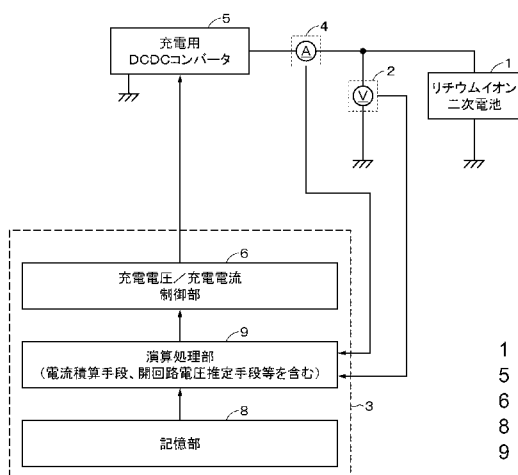 5
充電用
DCDCコンバータ
4
A
2
V
1
リチウムイオン
二次電池
6
充電電圧／充電電流
制御部
9
演算処理部
(電流積算手段、開回路電圧推定手段等を含む)
3
8
記憶部
1
5
6
8
9